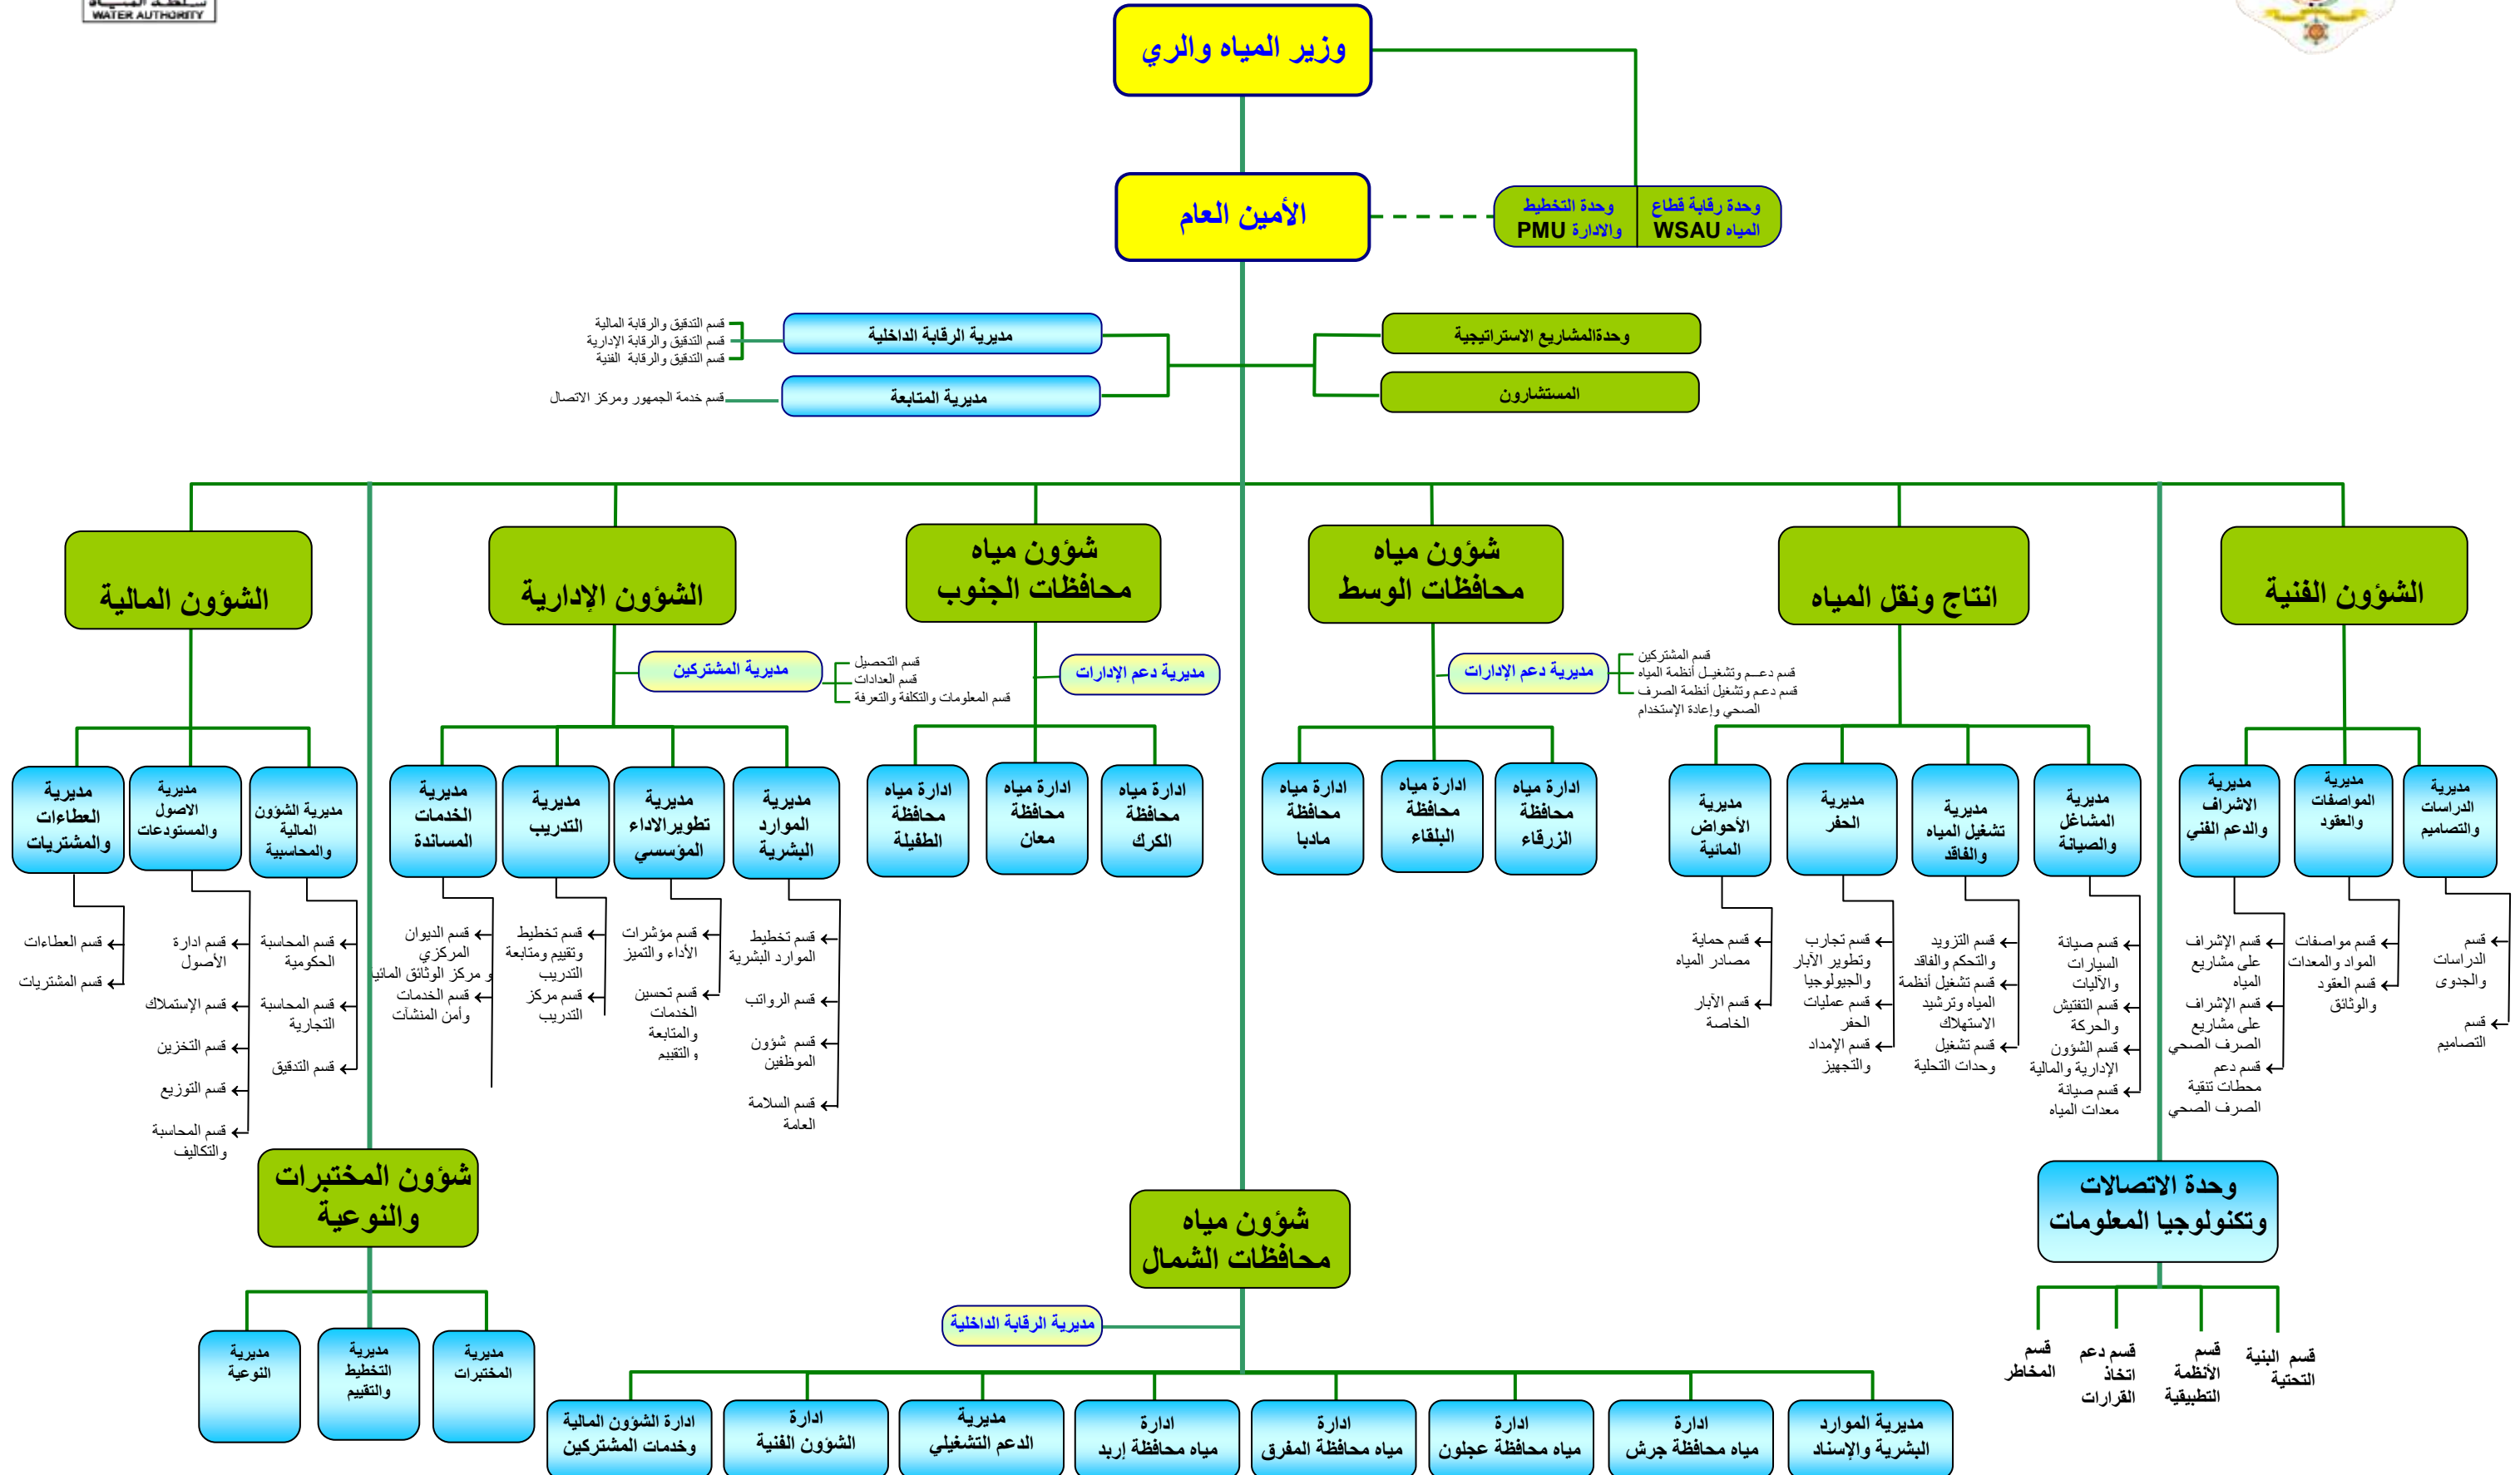 سلطة المياه
WATER AUTHORITY
وزير المياه والري
الأمين العام
وحدة رقابة قطاع
المياه WSAU
وحدة التخطيط
والادارة PMU
وحدةالمشاريع الاستراتيجية
المستشارون
مديرية الرقابة الداخلية
قسم التدقيق والرقابة المالية
قسم التدقيق والرقابة الإدارية
قسم التدقيق والرقابة الفنية
مديرية المتابعة
قسم خدمة الجمهور ومركز الاتصال
الشؤون الفنية
انتاج ونقل المياه
شؤون مياه
محافظات الوسط
شؤون مياه
محافظات الجنوب
الشؤون الإدارية
الشؤون المالية
مديرية دعم الإدارات
قسم المشتركين
قسم دعـــم وتشغيــل أنظمة المياه
قسم دعـم وتشغيل أنظمة الصرف
الصحي وإعادة الإستخدام
مديرية دعم الإدارات
مديرية المشتركين
قسم التحصيل
قسم العدادات
قسم المعلومات والتكلفة والتعرفة
مديرية
الدراسات
والتصاميم
قسم
الدراسات
والجدوى
قسم
التصاميم
مديرية
المواصفات
والعقود
قسم مواصفات
المواد والمعدات
قسم العقود
والوثائق
مديرية
الاشراف
والدعم الفني
قسم الإشراف
على مشاريع
المياه
قسم الإشراف
على مشاريع
الصرف الصحي
قسم دعم
محطات تنقية
الصرف الصحي
مديرية
المشاغل
والصيانة
قسم صيانة
السيارات
والآليات
قسم التفتيش
والحركة
قسم الشؤون
الإدارية والمالية
قسم صيانة
معدات المياه
مديرية
تشغيل المياه
والفاقد
قسم التزويد
والتحكم والفاقد
قسم تشغيل أنظمة
المياه وترشيد
الاستهلاك
قسم تشغيل
وحدات التحلية
مديرية
الحفر
قسم تجارب
وتطوير الآبار
والجيولوجيا
قسم عمليات
الحفر
قسم الإمداد
والتجهيز
مديرية
الأحواض
المائية
قسم حماية
مصادر المياه
قسم الآبار
الخاصة
ادارة مياه
محافظة
الزرقاء
ادارة مياه
محافظة
البلقاء
ادارة مياه
محافظة
مادبا
ادارة مياه
محافظة
الكرك
ادارة مياه
محافظة
معان
ادارة مياه
محافظة
الطفيلة
مديرية
الموارد
البشرية
قسم تخطيط
الموارد البشرية
قسم الرواتب
قسم شؤون
الموظفين
قسم السلامة
العامة
مديرية
تطويرالاداء
المؤسسي
قسم مؤشرات
الأداء والتميز
قسم تحسين
الخدمات
والمتابعة
والتقييم
مديرية
التدريب
قسم تخطيط
وتقييم ومتابعة
التدريب
قسم مركز
التدريب
مديرية
الخدمات
المساندة
قسم الديوان
المركزي
و مركز الوثائق المائية
قسم الخدمات
وأمن المنشآت
مديرية الشؤون
المالية
والمحاسبية
قسم المحاسبة
الحكومية
قسم المحاسبة
التجارية
قسم التدقيق
مديرية
الاصول
والمستودعات
قسم ادارة
الأصول
قسم الإستملاك
قسم التخزين
قسم التوزيع
قسم المحاسبة
والتكاليف
مديرية
العطاءات
والمشتريات
قسم العطاءات
قسم المشتريات
وحدة الاتصالات
وتكنولوجيا المعلومات
قسم البنية
التحتية
قسم
الأنظمة
التطبيقية
قسم دعم
اتخاذ
القرارات
قسم
المخاطر
شؤون مياه
محافظات الشمال
مديرية الرقابة الداخلية
مديرية الموارد
البشرية والإسناد
ادارة
مياه محافظة جرش
ادارة
مياه محافظة عجلون
ادارة
مياه محافظة المفرق
ادارة
مياه محافظة إربد
مديرية
الدعم التشغيلي
ادارة
الشؤون الفنية
ادارة الشؤون المالية
وخدمات المشتركين
شؤون المختبرات
والنوعية
مديرية
المختبرات
مديرية
التخطيط
والتقييم
مديرية
النوعية